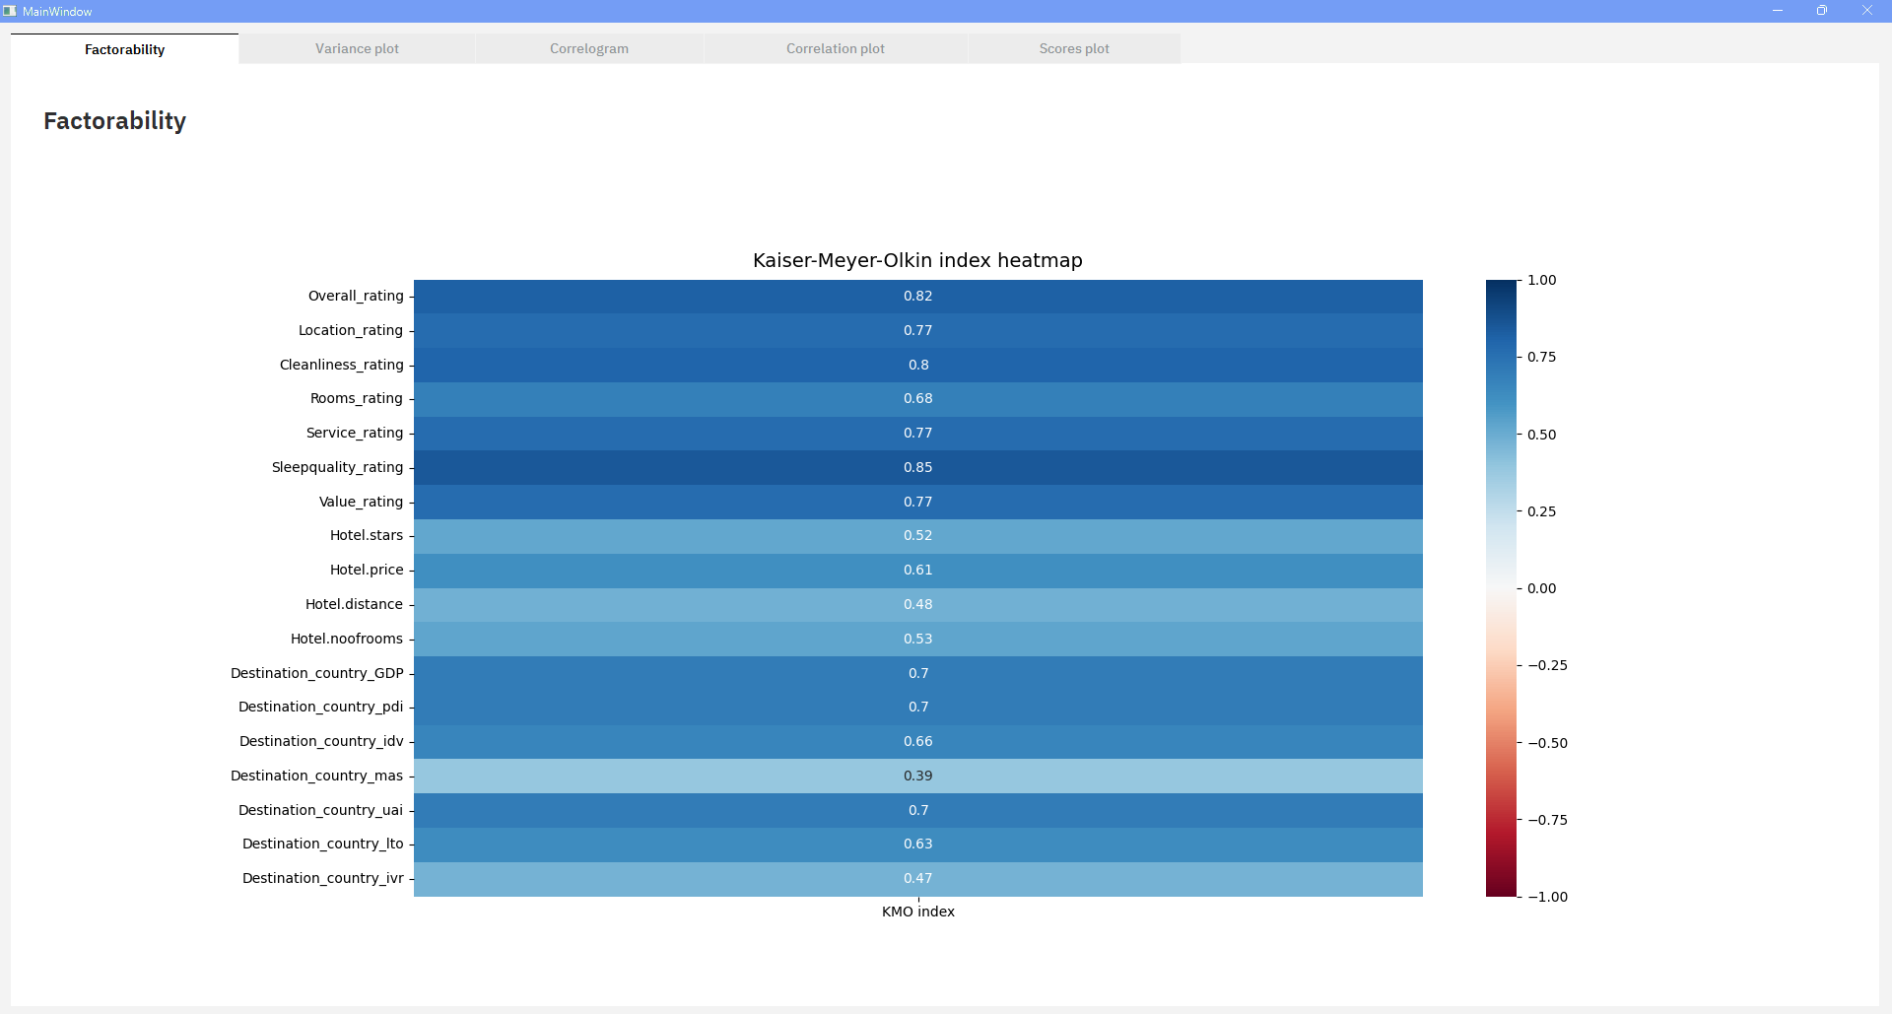 MainWindow
Factorability Variance plot Correlogram Correlation plot Scores plot
Factorability
Kaiser-Meyer-Olkin index heatmap
Overall_rating 0.82
Location_rating 0.77
Cleanliness_rating 0.8
Rooms_rating 0.68
Service_rating 0.77
Sleepquality_rating 0.85
Value_rating 0.77
Hotel.stars 0.52
Hotel.price 0.61
Hotel.distance 0.48
Hotel.noofrooms 0.53
Destination_country_GDP 0.7
Destination_country_pdi 0.7
Destination_country_idv 0.66
Destination_country_mas 0.39
Destination_country_uai 0.7
Destination_country_lto 0.63
Destination_country_ivr 0.47
KMO index
1.00
0.75
0.50
0.25
0.00
−0.25
−0.50
−0.75
−1.00